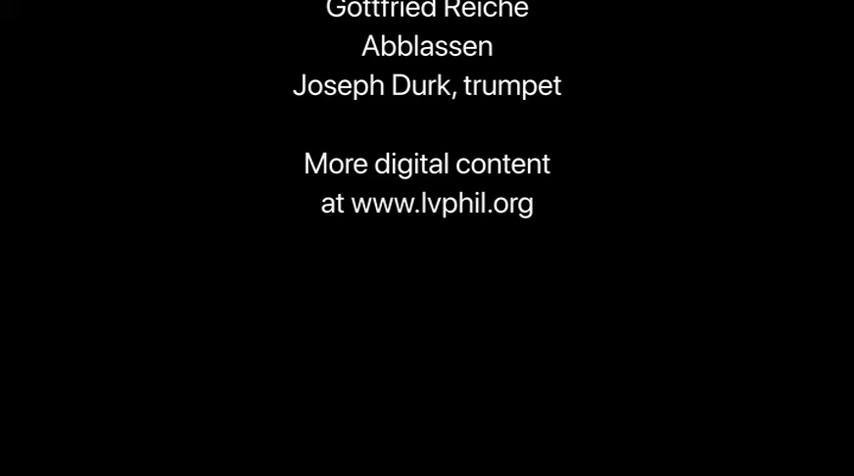 Gottfried Reiche
Abblassen
Joseph Durk, trumpet
More digital content
at www.lvphil.org